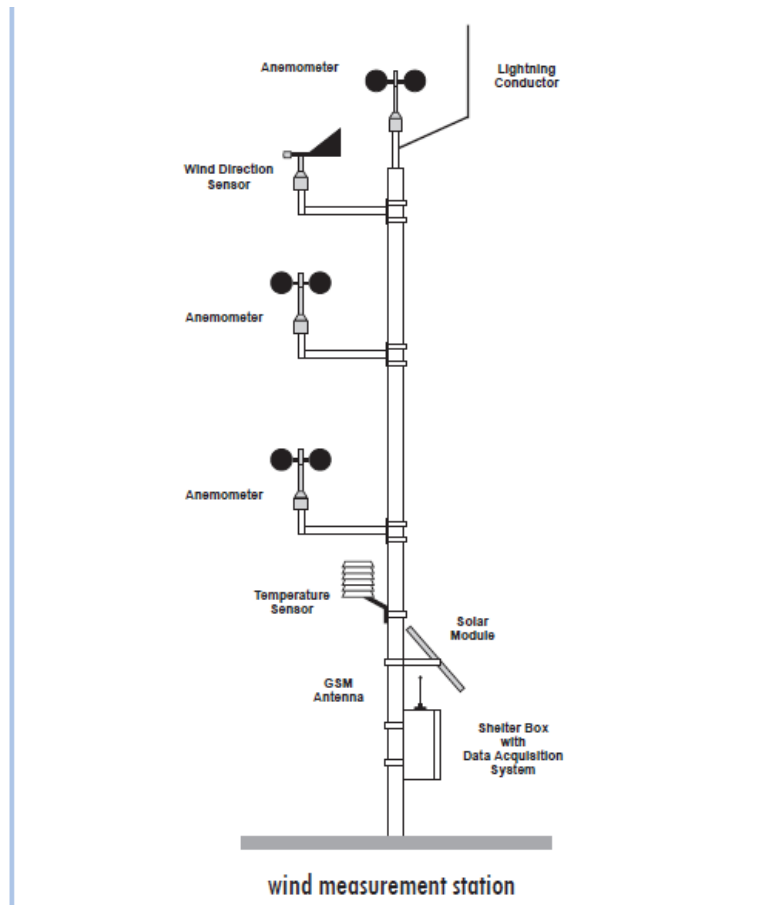 Anemometer
Lightning
Conductor
Wind Direction
Sensor
Anemometer
Anemometer
Temperature
Sensor
Solar
Module
GSM
Antenna
Shelter Box
with
Data Acquisition
System
wind measurement station